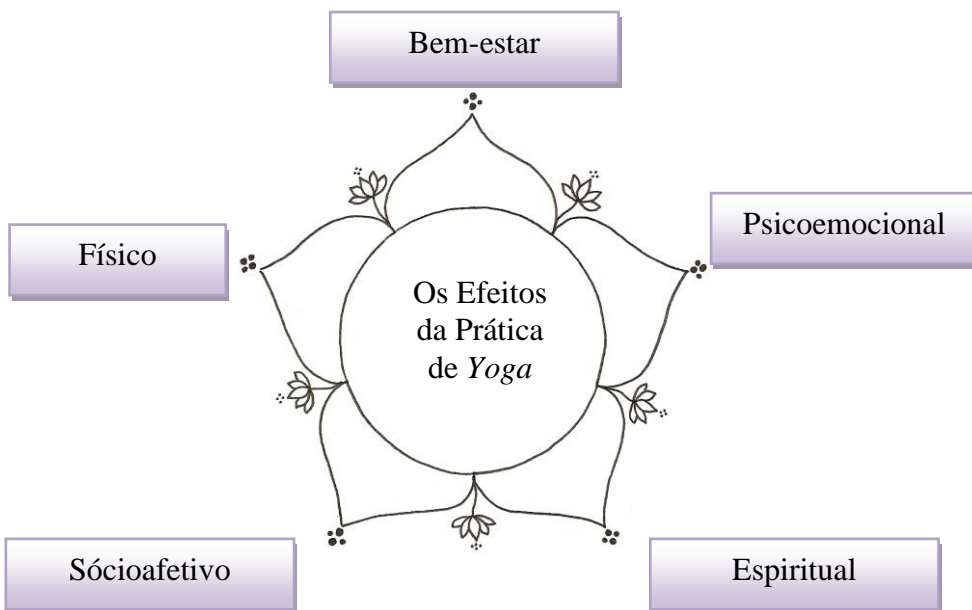 Bem-estar
Psicoemocional
Físico
Os Efeitos
da Prática
de Yoga
Sócioafetivo
Espiritual